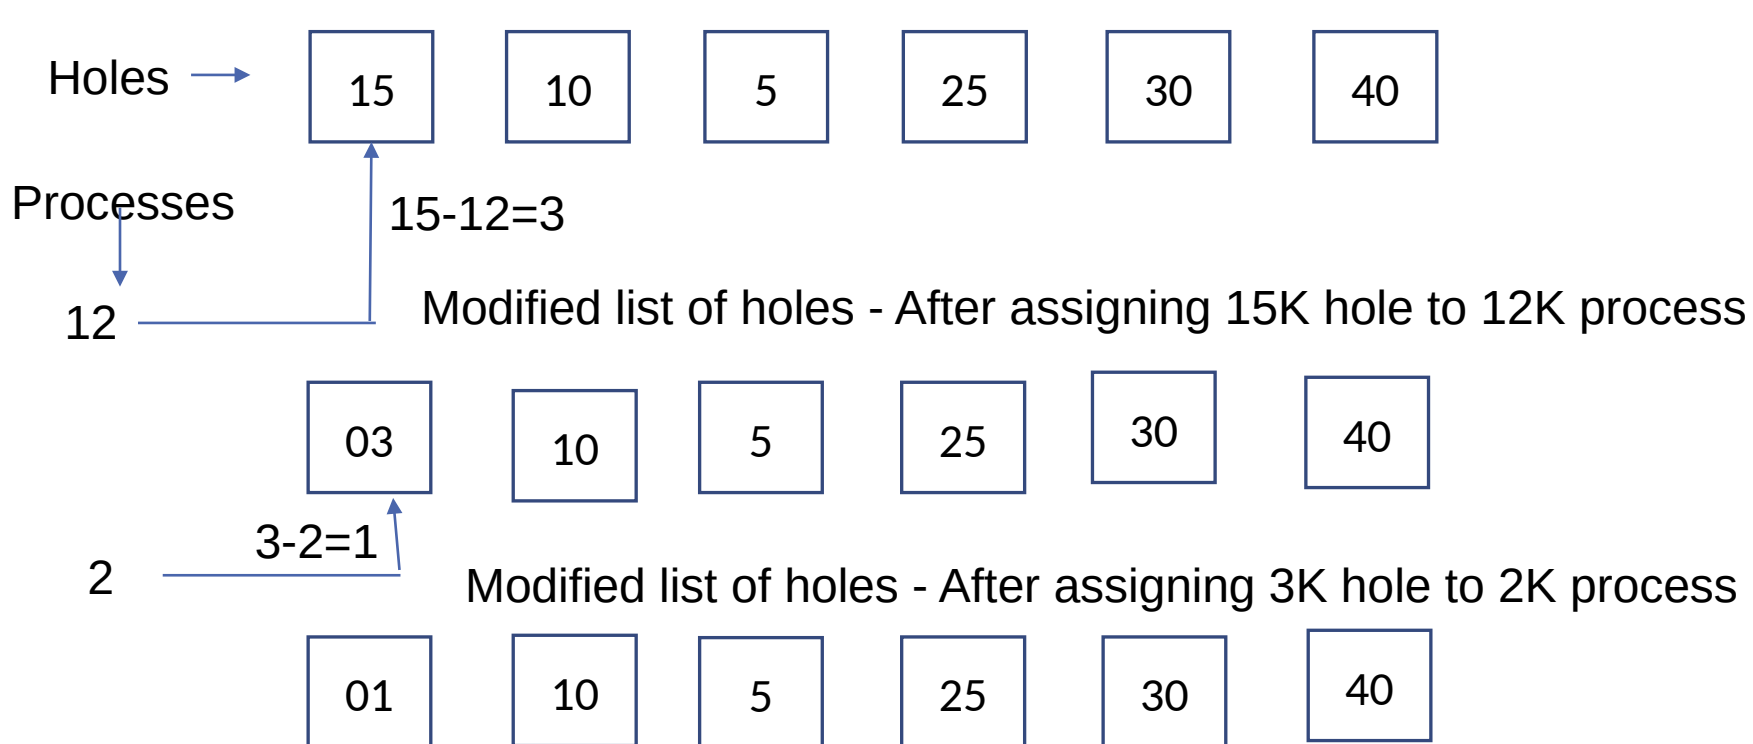 Holes 15 10 5 25 30 40
Processes
15-12=3
12
Modified list of holes - After assigning 15K hole to 12K process
03 10 5 25 30 40
3-2=1
2
Modified list of holes - After assigning 3K hole to 2K process
01 10 5 25 30 40